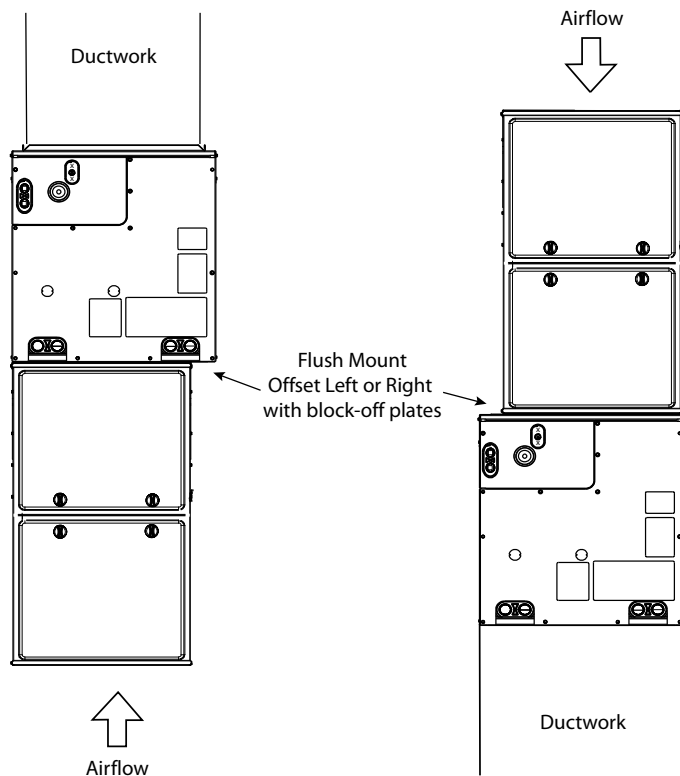 Ductwork
Airflow
Flush Mount
Offset Left or Right
with block-off plates
Ductwork
Airflow